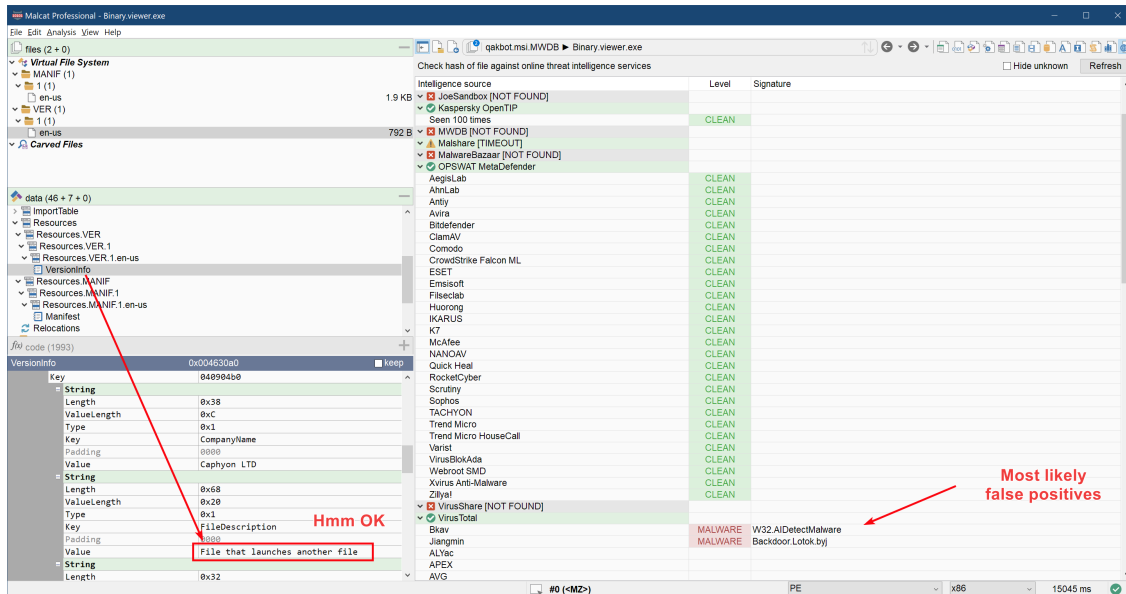 Malcat Professional - Binary.viewer.exe
File Edit Analysis View Help
files (2 + 0)
Virtual File System
MANIF (1)
1 (1)
en-us 1.9 KB
VER (1)
1 (1)
en-us 792 B
Carved Files
data (46 + 7 + 0)
ImportTable
Resources
Resources.VER
Resources.VER.1
Resources.VER.1.en-us
VersionInfo
Resources.MANIF
Resources.MANIF.1
Resources.MANIF.1.en-us
Manifest
Relocations
f(x) code (1993)
VersionInfo 0x004630a0 keep
Key 040904b0
String
Length 0x38
ValueLength 0xC
Type 0x1
Key CompanyName
Padding 0000
Value Caphyon LTD
String
Length 0x68
ValueLength 0x20
Type 0x1
Key FileDescription
Padding 0000
Value File that launches another file
String
Length 0x32
Hmm OK
qakbot.msi.MWDB ► Binary.viewer.exe
Check hash of file against online threat intelligence services
Hide unknown Refresh
Intelligence source Level Signature
JoeSandbox [NOT FOUND]
Kaspersky OpenTIP
Seen 100 times CLEAN
MWDB [NOT FOUND]
Malshare [TIMEOUT]
MalwareBazaar [NOT FOUND]
OPSWAT MetaDefender
AegisLab CLEAN
AhnLab CLEAN
Antiy CLEAN
Avira CLEAN
Bitdefender CLEAN
ClamAV CLEAN
Comodo CLEAN
CrowdStrike Falcon ML CLEAN
ESET CLEAN
Emsisoft CLEAN
Filseclab CLEAN
Huorong CLEAN
IKARUS CLEAN
K7 CLEAN
McAfee CLEAN
NANOAV CLEAN
Quick Heal CLEAN
RocketCyber CLEAN
Scrutiny CLEAN
Sophos CLEAN
TACHYON CLEAN
Trend Micro CLEAN
Trend Micro HouseCall CLEAN
Varist CLEAN
VirusBlokAda CLEAN
Webroot SMD CLEAN
Xvirus Anti-Malware CLEAN
Zillya! CLEAN
VirusShare [NOT FOUND]
VirusTotal
Bkav MALWARE W32.AIDetectMalware
Jiangmin MALWARE Backdoor.Lotok.byj
ALYac
APEX
AVG
Most likely
false positives
#0 (<MZ>) PE x86 15045 ms